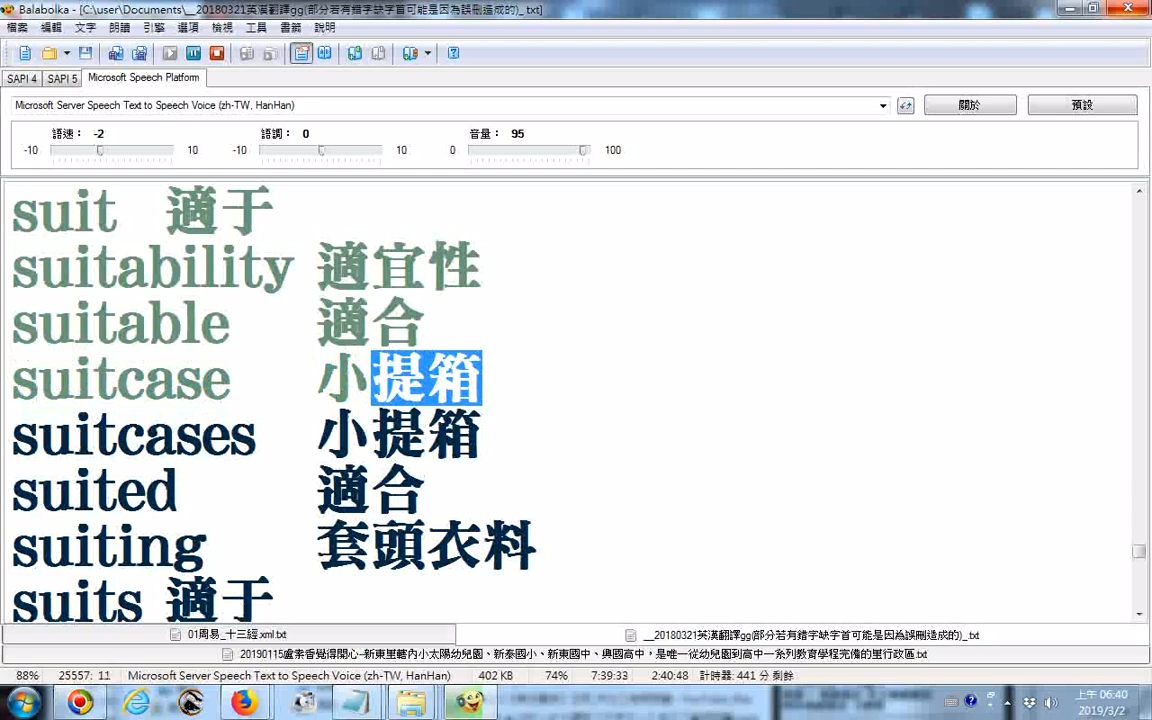 Balabolka - [C:\user\Documents\__20180321英漢翻譯gg(部分若有錯字缺字首可能是因為誤刪造成的)_.txt]
檔案 編輯 文字 朗讀 引擎 選項 檢視 工具 書籤 說明
SAPI 4 SAPI 5 Microsoft Speech Platform
Microsoft Server Speech Text to Speech Voice (zh-TW, HanHan) 關於 預設
語速： -2 語調： 0 音量： 95
-10 10 -10 10 0 100
suit 適于
suitability 適宜性
suitable 適合
suitcase 小提箱
suitcases 小提箱
suited 適合
suiting 套頭衣料
suits 適于
01周易_十三經.xml.txt __20180321英漢翻譯gg(部分若有錯字缺字首可能是因為誤刪造成的)_.txt
20190115盧素香覺得開心-新東里轄內小太陽幼兒園、新泰國小、新東國中、興國高中，是唯一從幼兒園到高中一系列教育學程完備的里行政區.txt
88% 25557: 11 Microsoft Server Speech Text to Speech Voice (zh-TW, HanHan) 402 KB 74% 7:39:33 2:40:48 計時器: 441 分 剩餘
上午 06:40
2019/3/2